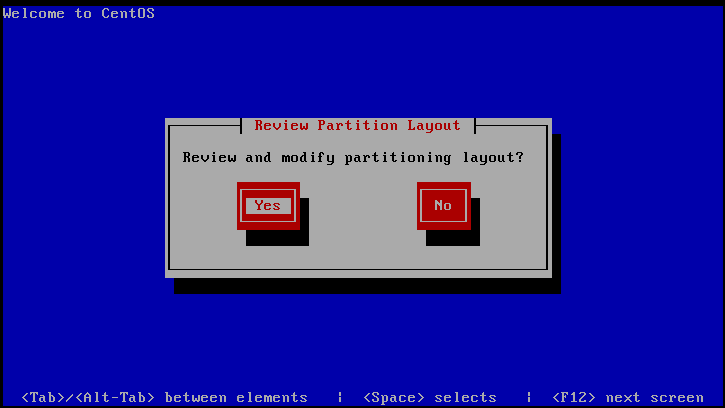 Welcome to CentOS
Review Partition Layout
Review and modify partitioning layout?
Yes No
<Tab>/<Alt-Tab> between elements | <Space> selects | <F12> next screen